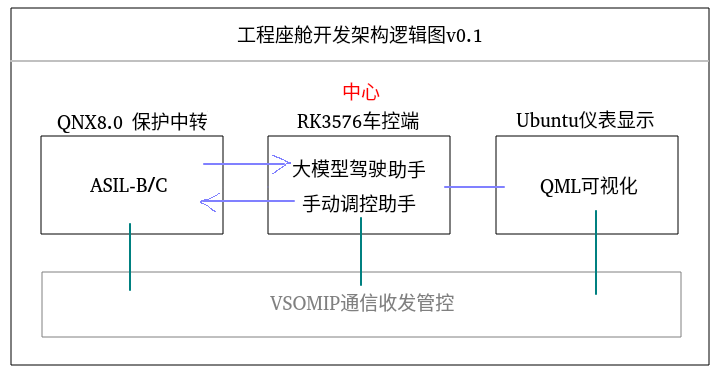 工程座舱开发架构逻辑图v0.1
中心
QNX8.0 保护中转
RK3576车控端
Ubuntu仪表显示
ASIL-B/C
大模型驾驶助手
手动调控助手
QML可视化
VSOMIP通信收发管控